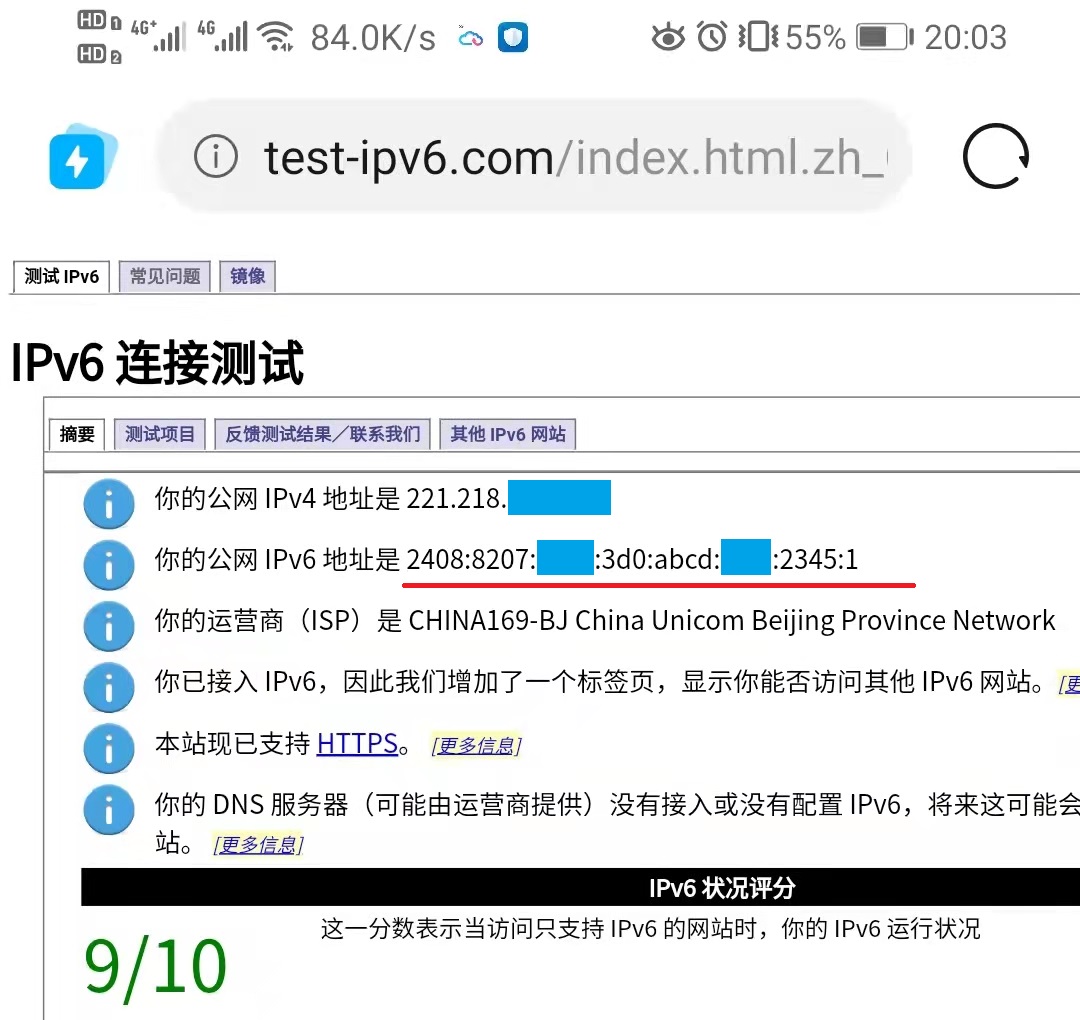 HD 1 4G+ 4G 84.0K/s 55% 20:03
HD 2
test-ipv6.com/index.html.zh_
测试 IPv6 常见问题 镜像
IPv6 连接测试
摘要 测试项目 反馈测试结果／联系我们 其他 IPv6 网站
你的公网 IPv4 地址是 221.218.
你的公网 IPv6 地址是 2408:8207: :3d0:abcd: :2345:1
你的运营商（ISP）是 CHINA169-BJ China Unicom Beijing Province Network
你已接入 IPv6，因此我们增加了一个标签页，显示你能否访问其他 IPv6 网站。 [更
本站现已支持 HTTPS。 [更多信息]
你的 DNS 服务器（可能由运营商提供）没有接入或没有配置 IPv6，将来这可能会
站。 [更多信息]
IPv6 状况评分
这一分数表示当访问只支持 IPv6 的网站时，你的 IPv6 运行状况
9/10